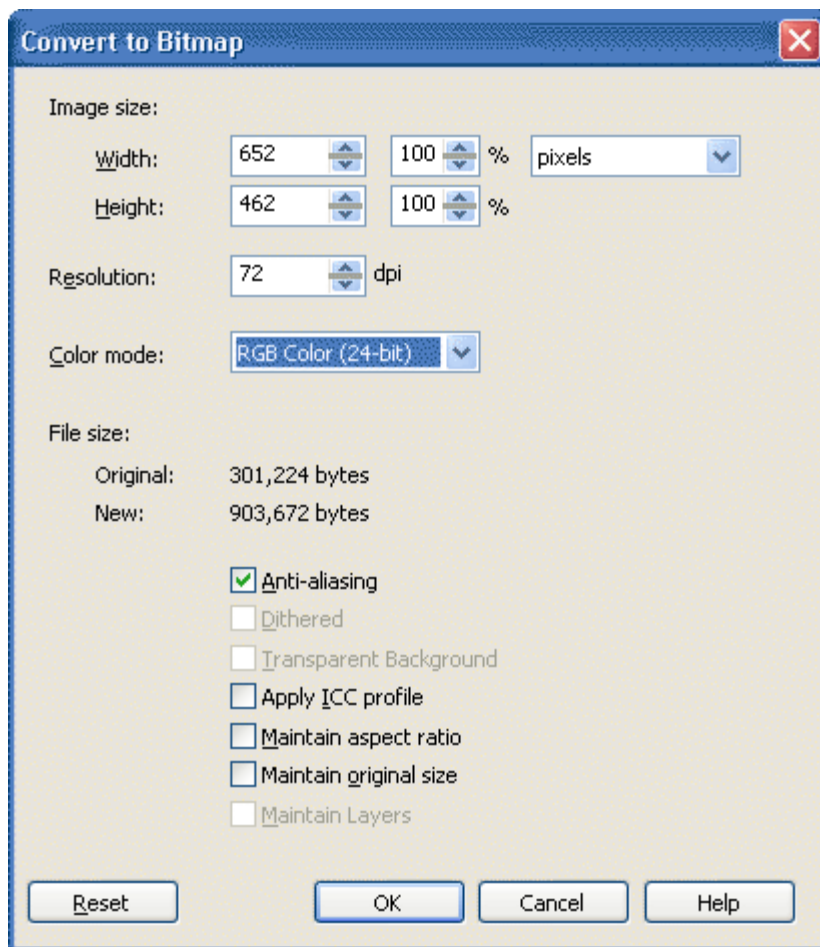 Convert to Bitmap
Image size:
Width: 652 100 % pixels
Height: 462 100 %
Resolution: 72 dpi
Color mode: RGB Color (24-bit)
File size:
Original: 301,224 bytes
New: 903,672 bytes
Anti-aliasing
Dithered
Transparent Background
Apply ICC profile
Maintain aspect ratio
Maintain original size
Maintain Layers
Reset OK Cancel Help